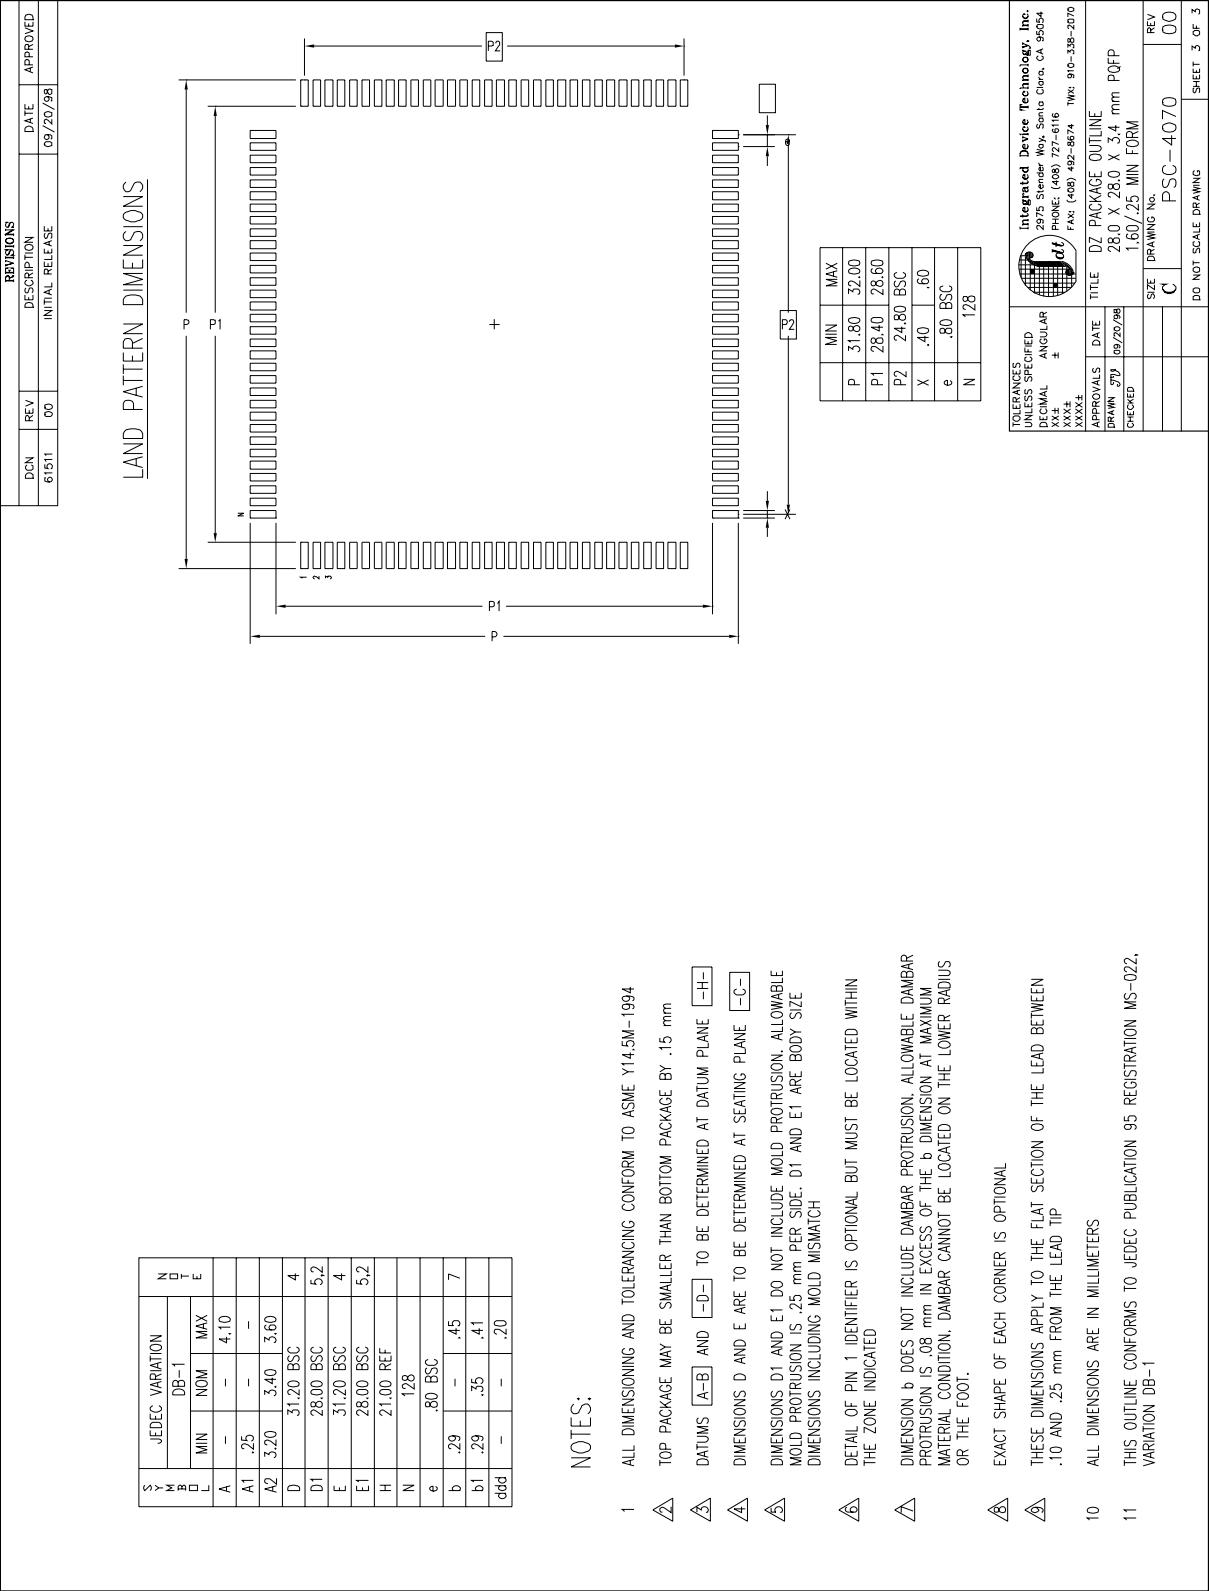 REVISIONS
DCN REV DESCRIPTION DATE APPROVED
61511 00 INITIAL RELEASE 09/20/98
LAND PATTERN DIMENSIONS
P
P1
P2
N
1
2
3
P1
P
P2
e
X
MIN MAX
P 31.80 32.00
P1 28.40 28.60
P2 24.80 BSC
X .40 .60
e .80 BSC
N 128
SYMBOL JEDEC VARIATION NOTE
DB-1
MIN NOM MAX
A - - 4.10
A1 .25 - -
A2 3.20 3.40 3.60
D 31.20 BSC 4
D1 28.00 BSC 5,2
E 31.20 BSC 4
E1 28.00 BSC 5,2
H 21.00 REF
N 128
e .80 BSC
b .29 - .45 7
b1 .29 .35 .41
ddd - - .20
NOTES:
1 ALL DIMENSIONING AND TOLERANCING CONFORM TO ASME Y14.5M-1994
2 TOP PACKAGE MAY BE SMALLER THAN BOTTOM PACKAGE BY .15 mm
3 DATUMS A-B AND -D- TO BE DETERMINED AT DATUM PLANE -H-
4 DIMENSIONS D AND E ARE TO BE DETERMINED AT SEATING PLANE -C-
5 DIMENSIONS D1 AND E1 DO NOT INCLUDE MOLD PROTRUSION. ALLOWABLE
MOLD PROTRUSION IS .25 mm PER SIDE. D1 AND E1 ARE BODY SIZE
DIMENSIONS INCLUDING MOLD MISMATCH
6 DETAIL OF PIN 1 IDENTIFIER IS OPTIONAL BUT MUST BE LOCATED WITHIN
THE ZONE INDICATED
7 DIMENSION b DOES NOT INCLUDE DAMBAR PROTRUSION. ALLOWABLE DAMBAR
PROTRUSION IS .08 mm IN EXCESS OF THE b DIMENSION AT MAXIMUM
MATERIAL CONDITION. DAMBAR CANNOT BE LOCATED ON THE LOWER RADIUS
OR THE FOOT.
8 EXACT SHAPE OF EACH CORNER IS OPTIONAL
9 THESE DIMENSIONS APPLY TO THE FLAT SECTION OF THE LEAD BETWEEN
.10 AND .25 mm FROM THE LEAD TIP
10 ALL DIMENSIONS ARE IN MILLIMETERS
11 THIS OUTLINE CONFORMS TO JEDEC PUBLICATION 95 REGISTRATION MS-022,
VARIATION DB-1
TOLERANCES
UNLESS SPECIFIED
DECIMAL ANGULAR
XX± ±
XXX±
XXXX±
APPROVALS DATE
DRAWN TU 09/20/98
CHECKED
idt
Integrated Device Technology, Inc.
2975 Stender Way, Santa Clara, CA 95054
PHONE: (408) 727-6116
FAX: (408) 492-8674 TWX: 910-338-2070
TITLE DZ PACKAGE OUTLINE
28.0 X 28.0 X 3.4 mm PQFP
1.60/.25 MIN FORM
SIZE DRAWING No. REV
C PSC-4070 00
DO NOT SCALE DRAWING SHEET 3 OF 3